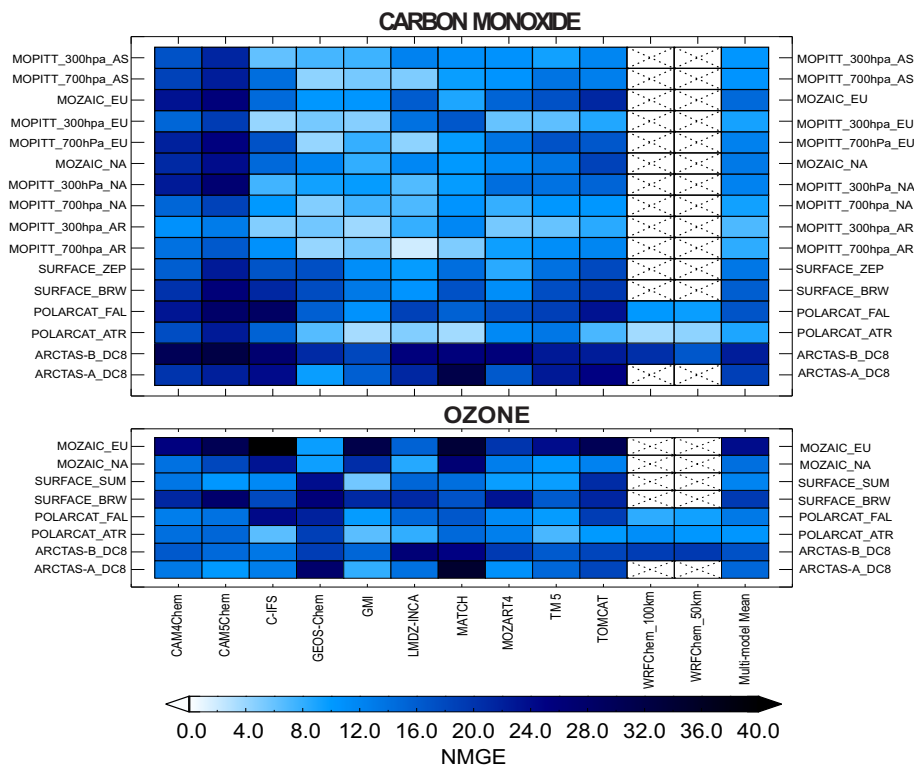 CARBON MONOXIDE
MOPITT_300hpa_AS MOPITT_300hpa_AS
MOPITT_700hpa_AS MOPITT_700hpa_AS
MOZAIC_EU MOZAIC_EU
MOPITT_300hpa_EU MOPITT_300hpa_EU
MOPITT_700hPa_EU MOPITT_700hPa_EU
MOZAIC_NA MOZAIC_NA
MOPITT_300hPa_NA MOPITT_300hPa_NA
MOPITT_700hpa_NA MOPITT_700hpa_NA
MOPITT_300hpa_AR MOPITT_300hpa_AR
MOPITT_700hpa_AR MOPITT_700hpa_AR
SURFACE_ZEP SURFACE_ZEP
SURFACE_BRW SURFACE_BRW
POLARCAT_FAL POLARCAT_FAL
POLARCAT_ATR POLARCAT_ATR
ARCTAS-B_DC8 ARCTAS-B_DC8
ARCTAS-A_DC8 ARCTAS-A_DC8
OZONE
MOZAIC_EU MOZAIC_EU
MOZAIC_NA MOZAIC_NA
SURFACE_SUM SURFACE_SUM
SURFACE_BRW SURFACE_BRW
POLARCAT_FAL POLARCAT_FAL
POLARCAT_ATR POLARCAT_ATR
ARCTAS-B_DC8 ARCTAS-B_DC8
ARCTAS-A_DC8 ARCTAS-A_DC8
CAM4Chem
CAM5Chem
C-IFS
GEOS-Chem
GMI
LMDZ-INCA
MATCH
MOZART4
TM5
TOMCAT
WRFChem_100km
WRFChem_50km
Multi-model Mean
0.0 4.0 8.0 12.0 16.0 20.0 24.0 28.0 32.0 36.0 40.0
NMGE